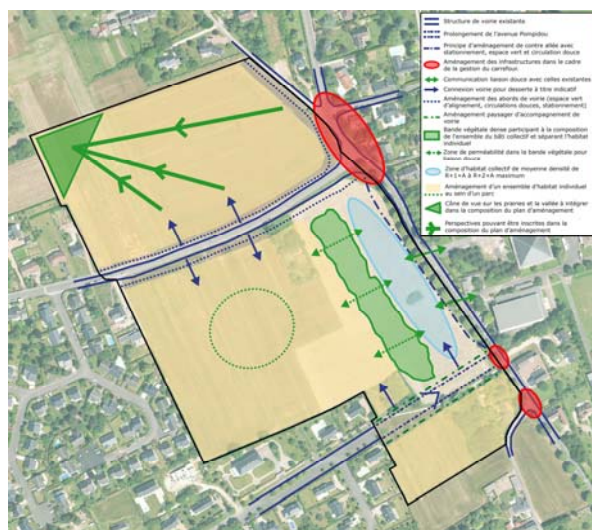 Structure de voirie existantes
Prolongement de l'avenue Pompidou
Principe d'aménagement de contre allée avec
stationnement, espace vert et circulation douce
Aménagement des infrastructures dans le cadre
de la gestion du carrefour
Communication liaison douce avec celles existantes
Connexion voirie pour desserte à titre indicatif
Aménagement des abords de voirie (espace vert
d'alignement, circulations douces, stationnement)
Aménagement paysager d'accompagnement de
voirie
Bande végétale dense participant à la composition
de l'ensemble du bâti collectif et séparant l'habitat
individuel
Zone de perméabilité dans la bande végétale pour
liaison douce
Zone d'habitat collectif de moyenne densité de
R+1+A à R+2+A maximum
Aménagement d'un ensemble d'habitat individuel
au sein d'un parc
Cône de vue sur les prairies et la vallée à intégrer
dans la composition du plan d'aménagement
Perspectives pouvant être inscrites dans la
composition du plan d'aménagement